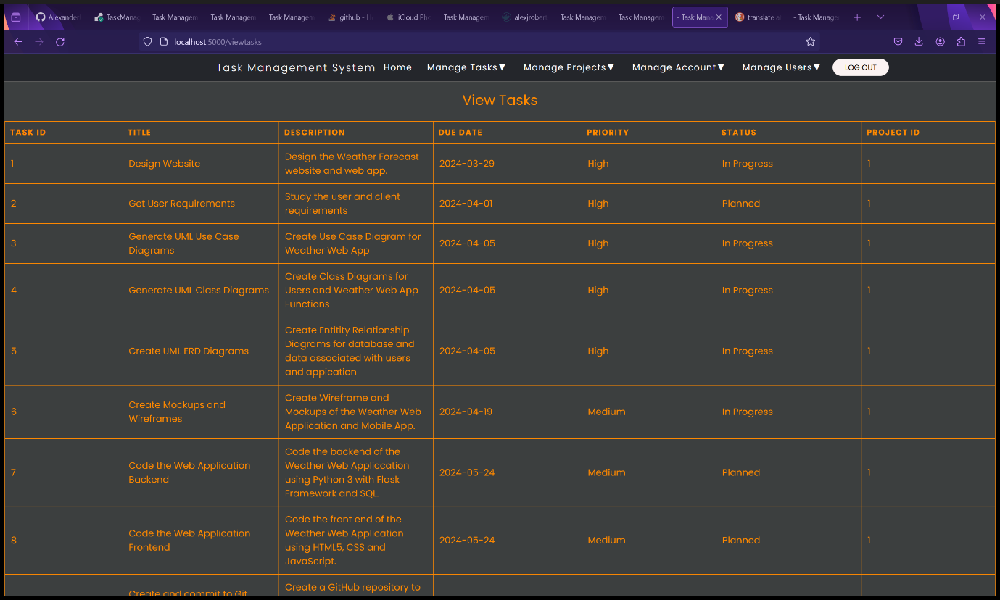 Alexander
TaskManag
Task Managem
Task Managem
Task Managem
github - H
iCloud Pho
Task Managem
alexjrobert
Task Managem
Task Managem
- Task Mana
translate a
- Task Manage
localhost:5000/viewtasks
Task Management System Home Manage Tasks▼ Manage Projects▼ Manage Account▼ Manage Users▼ LOG OUT
View Tasks
TASK ID TITLE DESCRIPTION DUE DATE PRIORITY STATUS PROJECT ID
1
Design Website
Design the Weather Forecast
website and web app.
2024-03-29
High
In Progress
1
2
Get User Requirements
Study the user and client
requirements
2024-04-01
High
Planned
1
3
Generate UML Use Case
Diagrams
Create Use Case Diagram for
Weather Web App
2024-04-05
High
In Progress
1
4
Generate UML Class Diagrams
Create Class Diagrams for
Users and Weather Web App
Functions
2024-04-05
High
In Progress
1
5
Create UML ERD Diagrams
Create Entitity Relationship
Diagrams for database and
data associated with users
and appication
2024-04-05
High
In Progress
1
6
Create Mockups and
Wireframes
Create Wireframe and
Mockups of the Weather Web
Application and Mobile App.
2024-04-19
Medium
In Progress
1
7
Code the Web Application
Backend
Code the backend of the
Weather Web Appliccation
using Python 3 with Flask
Framework and SQL.
2024-05-24
Medium
Planned
1
8
Code the Web Application
Frontend
Code the front end of the
Weather Web Application
using HTML5, CSS and
JavaScript.
2024-05-24
Medium
Planned
1
Create and commit to Git
Create a GitHub repository to